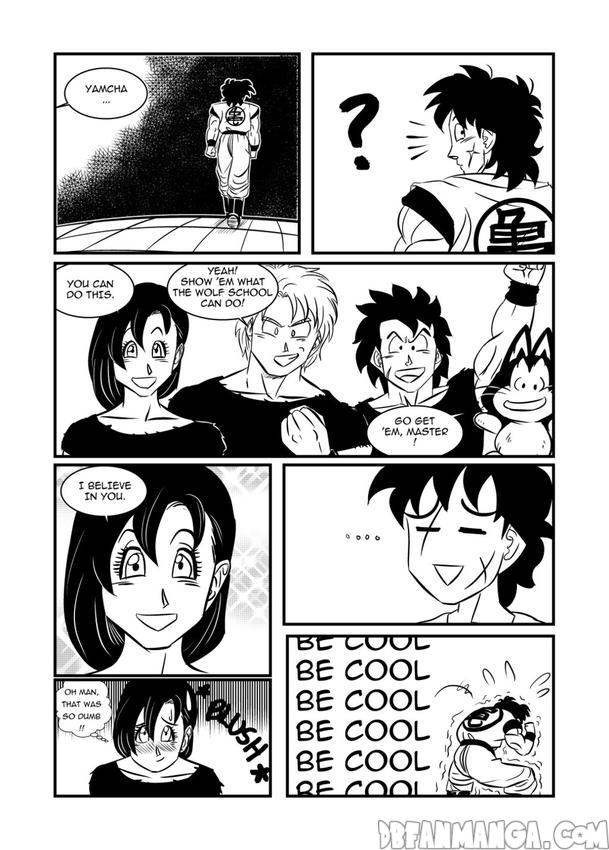 YAMCHA
...
?
亀
YOU CAN
DO THIS.
YEAH!
SHOW 'EM WHAT
THE WOLF SCHOOL
CAN DO!
GO GET
'EM, MASTER
!
I BELIEVE
IN YOU.
....
OH MAN,
THAT WAS
SO DUMB
!!
*BLUSH*
BE COOL
BE COOL
BE COOL
BE COOL
BE COOL
BE COOL
DBFANMANGA.COM